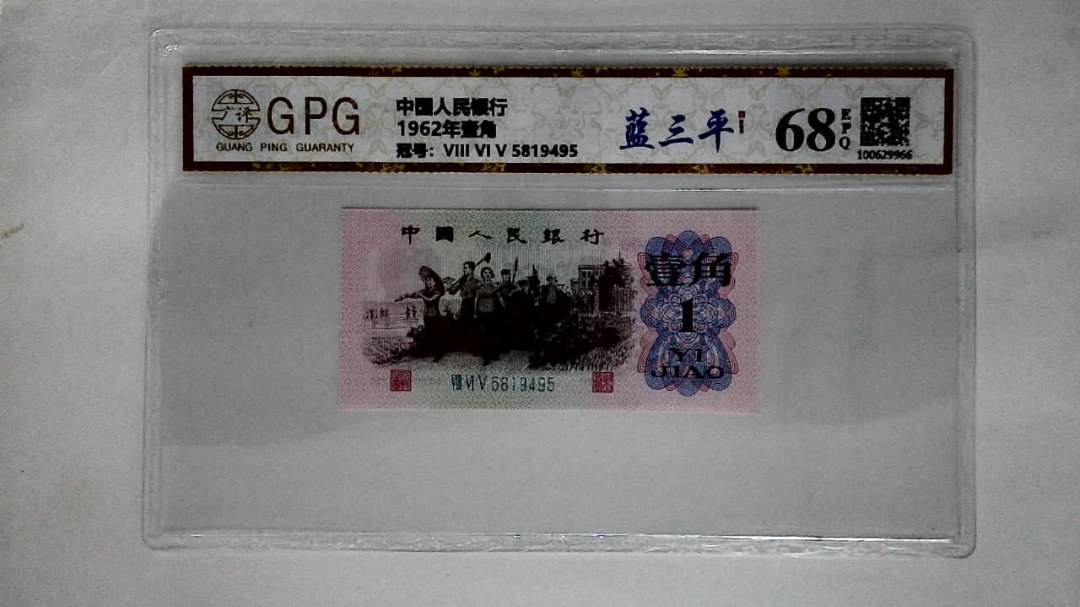 GPG
GUANG PING GUARANTY
中國人民銀行
1962年壹角
冠号：VIII VI V 5819495
蓝三平
68
EPQ
100629966
中國人民銀行
壹角
1
YI
JIAO
VIII VI V 5819495